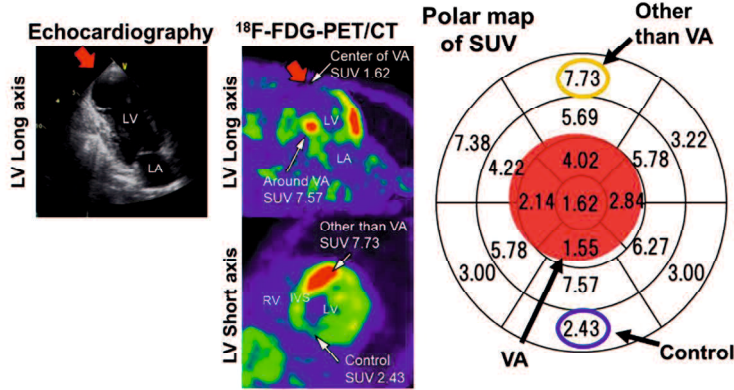 Echocardiography
LV Long axis
LV
LA
18F-FDG-PET/CT
LV Long axis
Center of VA
SUV 1.62
LV
LA
Around VA
SUV 7.57
LV Short axis
Other than VA
SUV 7.73
RV
IVS
LV
Control
SUV 2.43
Polar map
of SUV
Other
than VA
7.73
5.69
7.38
3.22
4.22
4.02
5.78
2.14
1.62
2.84
5.78
1.55
6.27
3.00
3.00
7.57
2.43
VA
Control